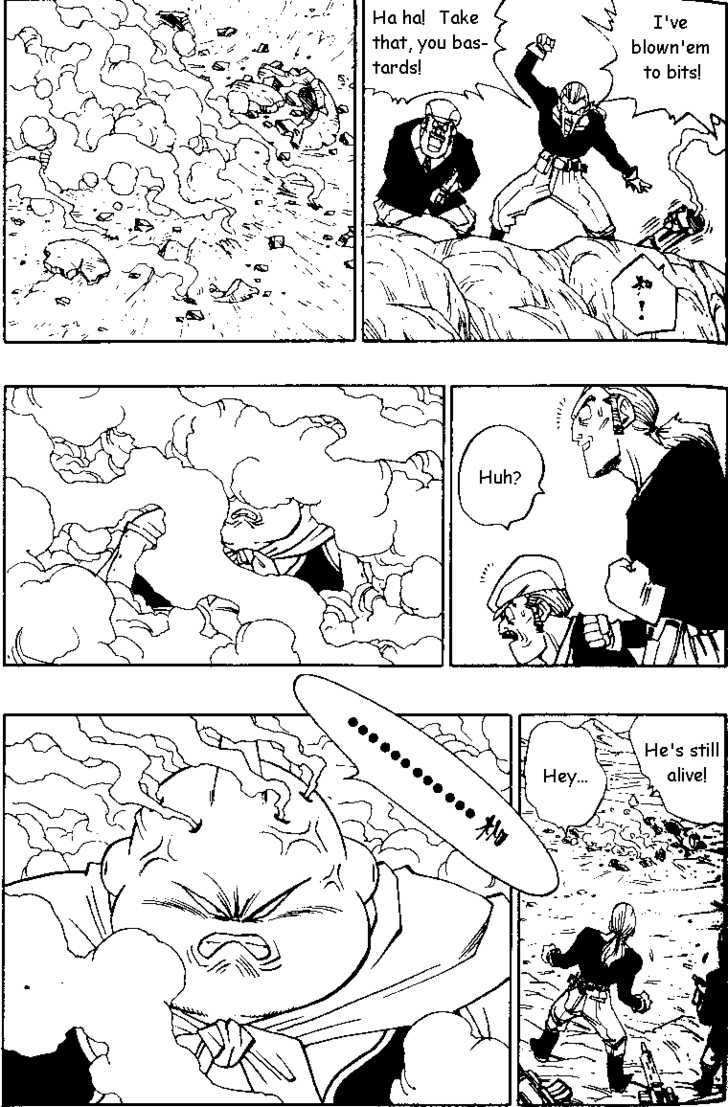 I've
blown'em
to bits!
Ha ha! Take
that, you bas-
tards!
Huh?
He's still
alive!
Hey...
............